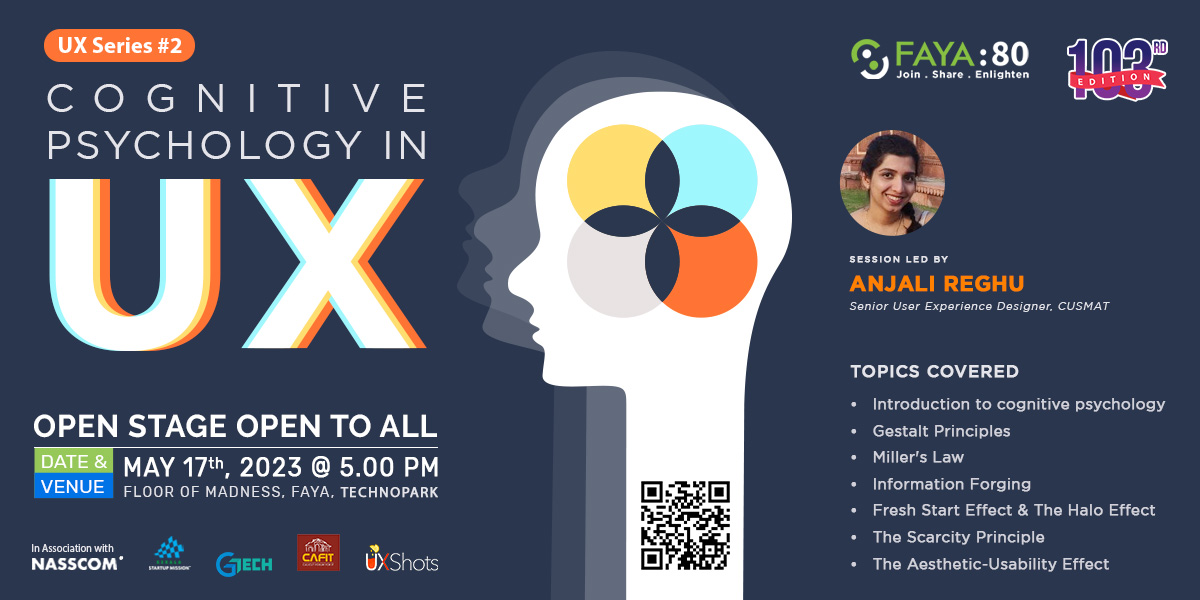 UX Series #2
COGNITIVE
PSYCHOLOGY IN
UX
OPEN STAGE OPEN TO ALL
DATE &
VENUE
MAY 17th, 2023 @ 5.00 PM
FLOOR OF MADNESS, FAYA, TECHNOPARK
In Association with
NASSCOM
KERALA
STARTUP MISSION
GTECH
CAFIT
UXShots
FAYA:80
Join . Share . Enlighten
103RD
EDITION
SESSION LED BY
ANJALI REGHU
Senior User Experience Designer, CUSMAT
TOPICS COVERED
• Introduction to cognitive psychology
• Gestalt Principles
• Miller's Law
• Information Forging
• Fresh Start Effect & The Halo Effect
• The Scarcity Principle
• The Aesthetic-Usability Effect